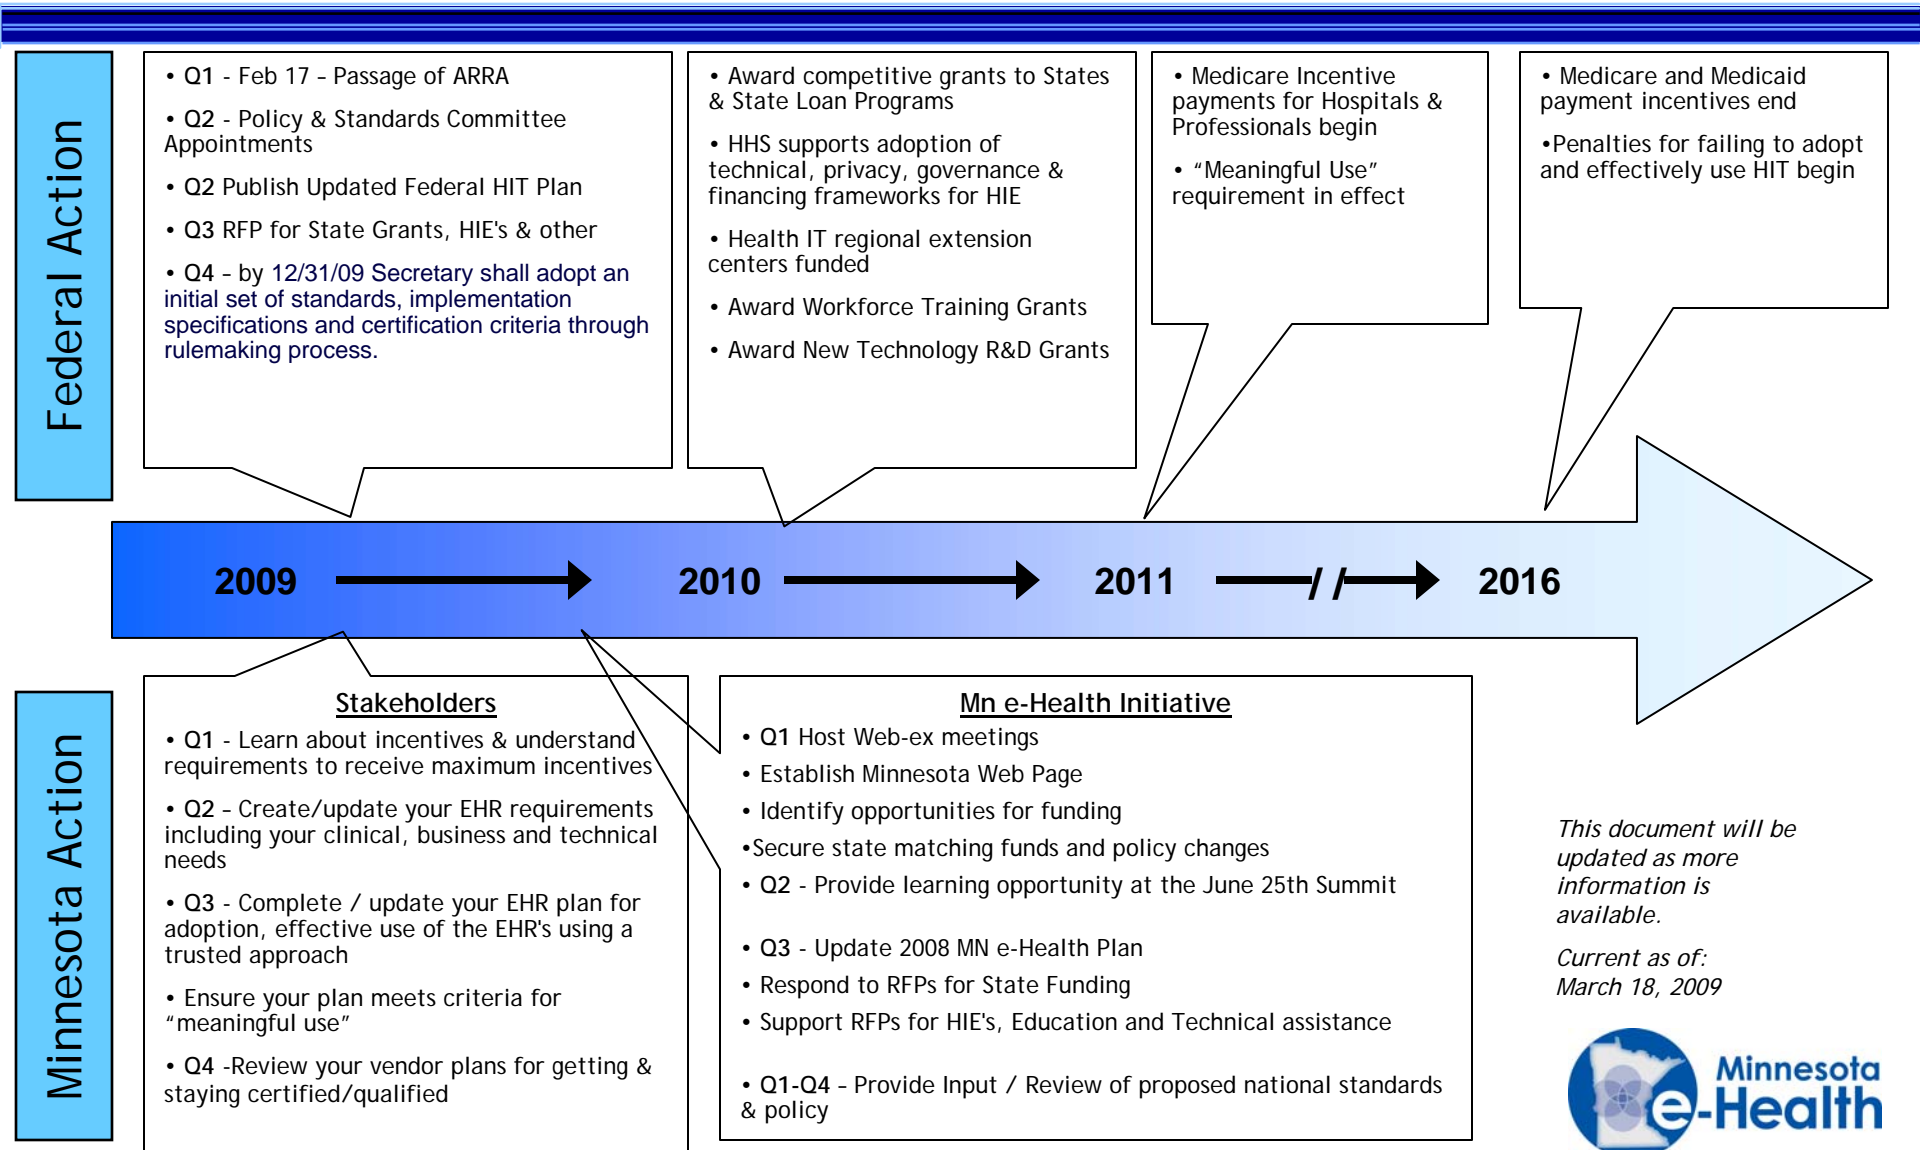 Federal Action
• Q1 - Feb 17 – Passage of ARRA
• Q2 - Policy & Standards Committee
Appointments
• Q2 Publish Updated Federal HIT Plan
• Q3 RFP for State Grants, HIE's & other
• Q4 – by 12/31/09 Secretary shall adopt an
initial set of standards, implementation
specifications and certification criteria through
rulemaking process.
• Award competitive grants to States
& State Loan Programs
• HHS supports adoption of
technical, privacy, governance &
financing frameworks for HIE
• Health IT regional extension
centers funded
• Award Workforce Training Grants
• Award New Technology R&D Grants
• Medicare Incentive
payments for Hospitals &
Professionals begin
• “Meaningful Use”
requirement in effect
• Medicare and Medicaid
payment incentives end
•Penalties for failing to adopt
and effectively use HIT begin
2009 2010 2011 // 2016
Minnesota Action
Stakeholders
• Q1 - Learn about incentives & understand
requirements to receive maximum incentives
• Q2 – Create/update your EHR requirements
including your clinical, business and technical
needs
• Q3 - Complete / update your EHR plan for
adoption, effective use of the EHR's using a
trusted approach
• Ensure your plan meets criteria for
“meaningful use”
• Q4 -Review your vendor plans for getting &
staying certified/qualified
Mn e-Health Initiative
• Q1 Host Web-ex meetings
• Establish Minnesota Web Page
• Identify opportunities for funding
•Secure state matching funds and policy changes
• Q2 - Provide learning opportunity at the June 25th Summit
• Q3 - Update 2008 MN e-Health Plan
• Respond to RFPs for State Funding
• Support RFPs for HIE's, Education and Technical assistance
• Q1-Q4 – Provide Input / Review of proposed national standards
& policy
This document will be
updated as more
information is
available.
Current as of:
March 18, 2009
Minnesota
e-Health